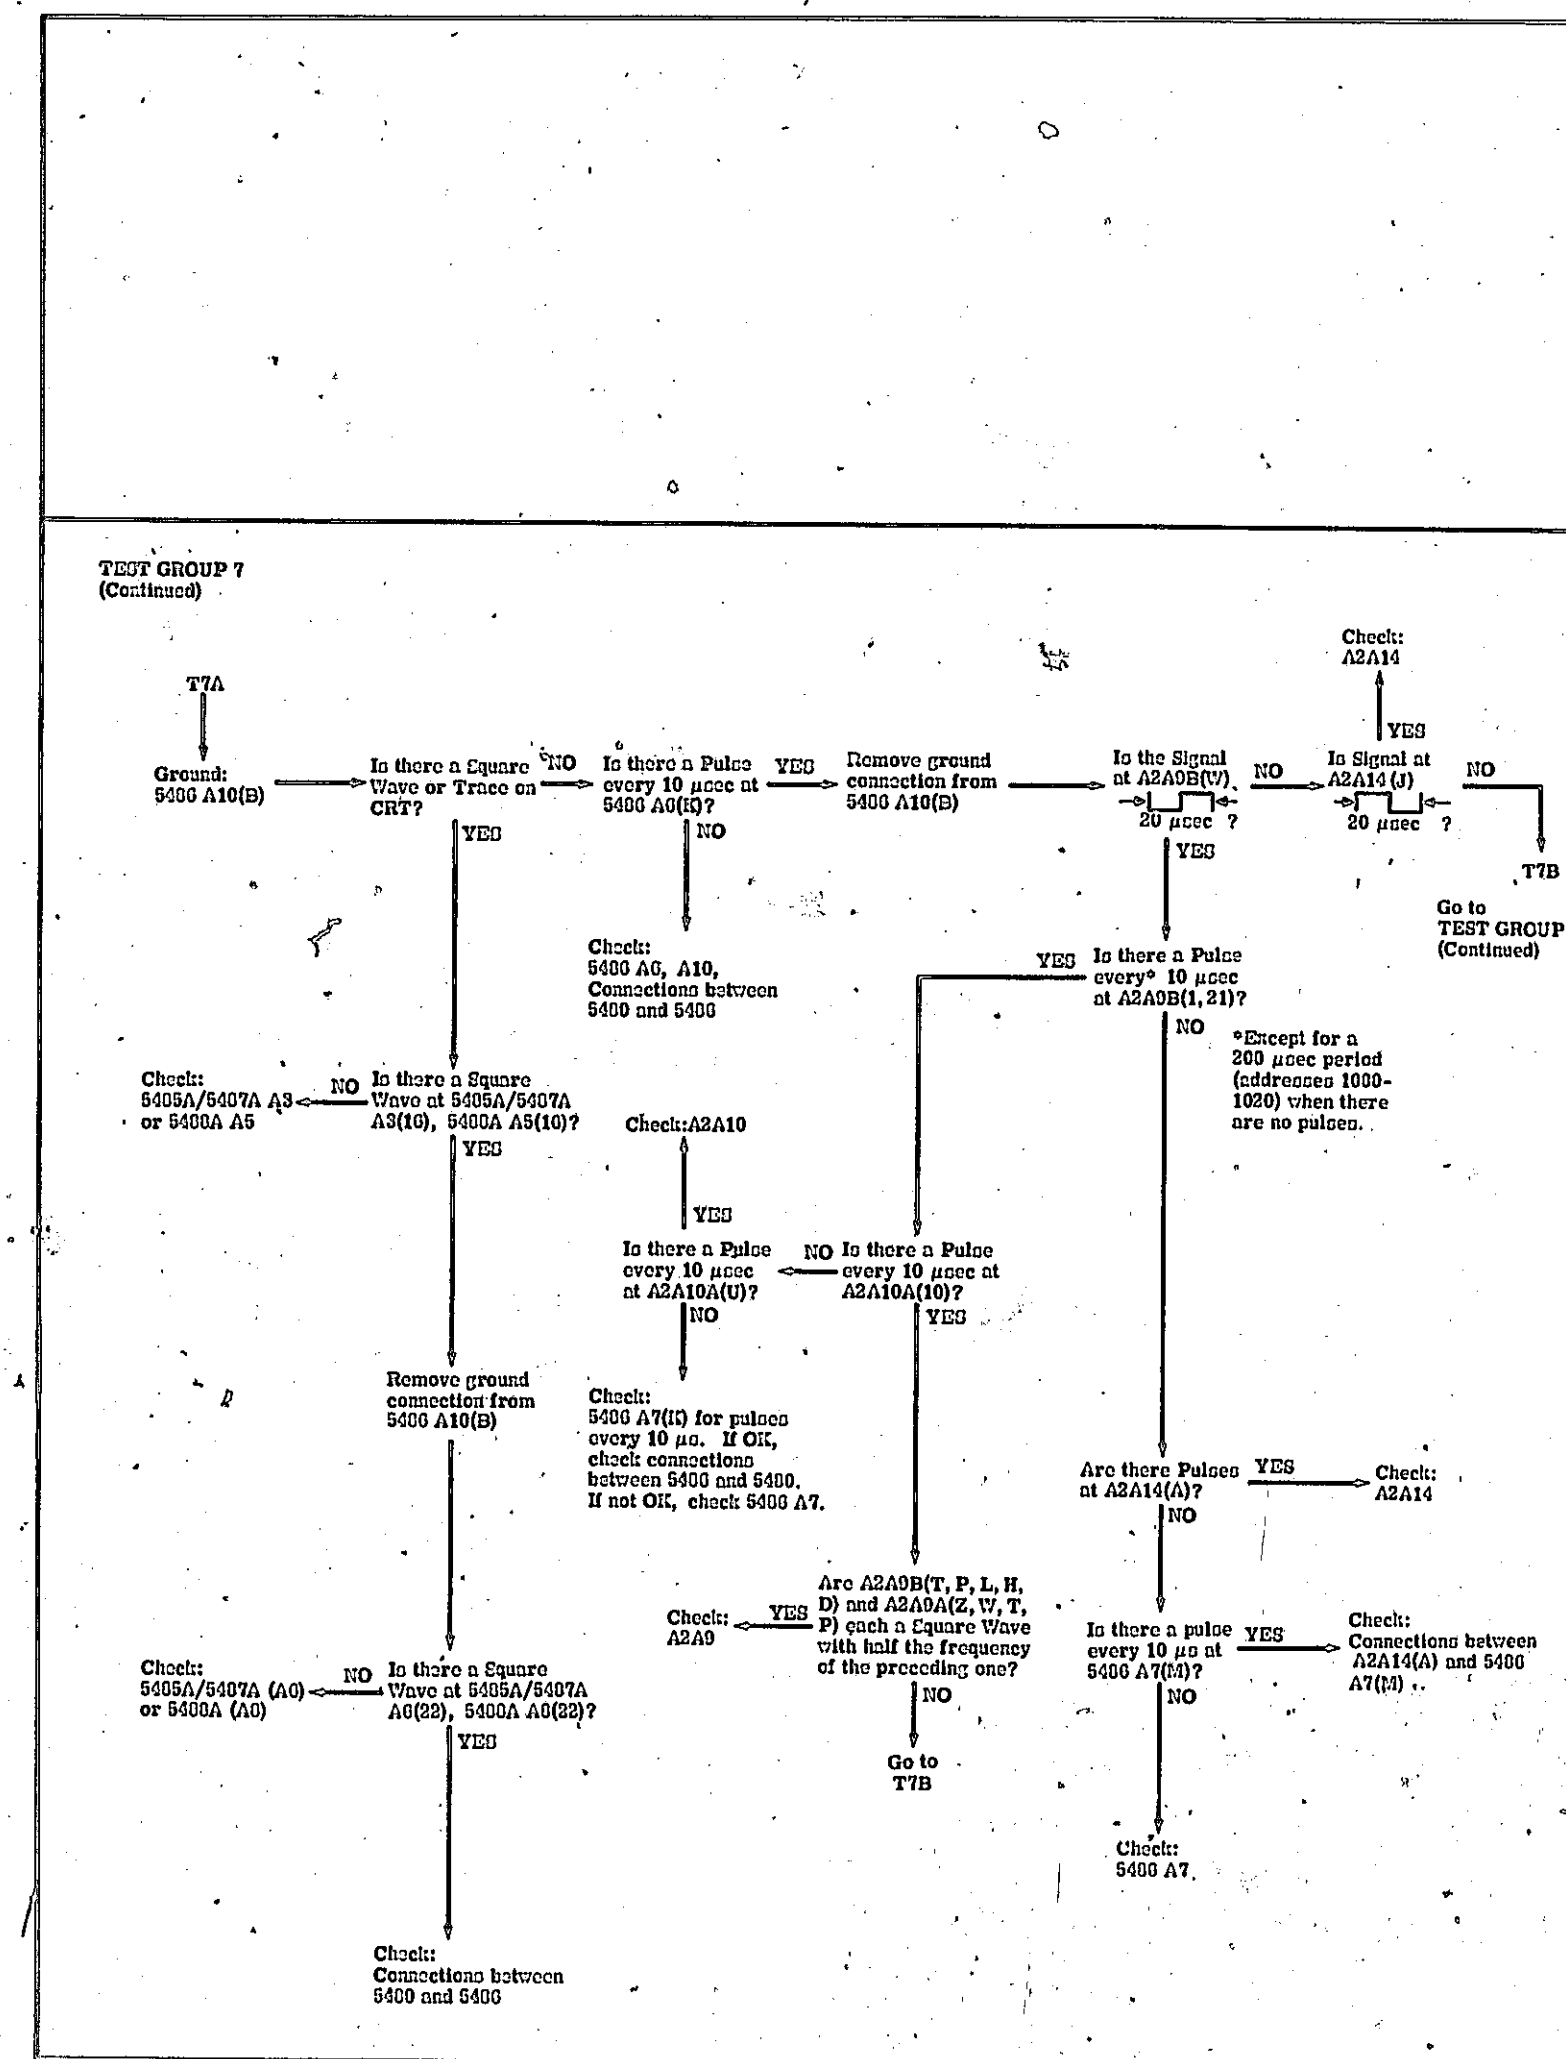 TEST GROUP 7
(Continued)
T7A
Ground:
5406 A10(B)
Is there a Square
Wave or Trace on
CRT?
NO
YES
Is there a Pulse
every 10 μsec at
5406 A6(K)?
YES
NO
Remove ground
connection from
5406 A10(B)
Is the Signal
at A2A9B(W)
20 μsec ?
NO
YES
Check:
A2A14
YES
Is Signal at
A2A14 (J)
20 μsec ?
NO
T7B
Go to
TEST GROUP
(Continued)
Check:
5406 A6, A10,
Connections between
5400 and 5406
YES
Is there a Pulse
every* 10 μsec
at A2A9B(1, 21)?
NO
*Except for a
200 μsec period
(addresses 1000-
1020) when there
are no pulses.
Check:
5405A/5407A A3
or 5400A A5
NO
Is there a Square
Wave at 5405A/5407A
A3(10), 5400A A5(10)?
YES
Check:A2A10
YES
Is there a Pulse
every 10 μsec
at A2A10A(U)?
NO
NO
Is there a Pulse
every 10 μsec at
A2A10A(10)?
YES
Remove ground
connection from
5406 A10(B)
Check:
5406 A7(K) for pulses
every 10 μs. If OK,
check connections
between 5406 and 5400.
If not OK, check 5406 A7.
Are there Pulses
at A2A14(A)?
YES
Check:
A2A14
NO
Check:
A2A9
YES
Are A2A9B(T, P, L, H,
D) and A2A9A(Z, W, T,
P) each a Square Wave
with half the frequency
of the preceding one?
NO
Go to
T7B
Is there a pulse
every 10 μs at
5406 A7(M)?
YES
Check:
Connections between
A2A14(A) and 5406
A7(M)
NO
Check:
5406 A7.
Check:
5405A/5407A (A6)
or 5400A (A6)
NO
Is there a Square
Wave at 5405A/5407A
A6(22), 5400A A6(22)?
YES
Check:
Connections between
5400 and 5406